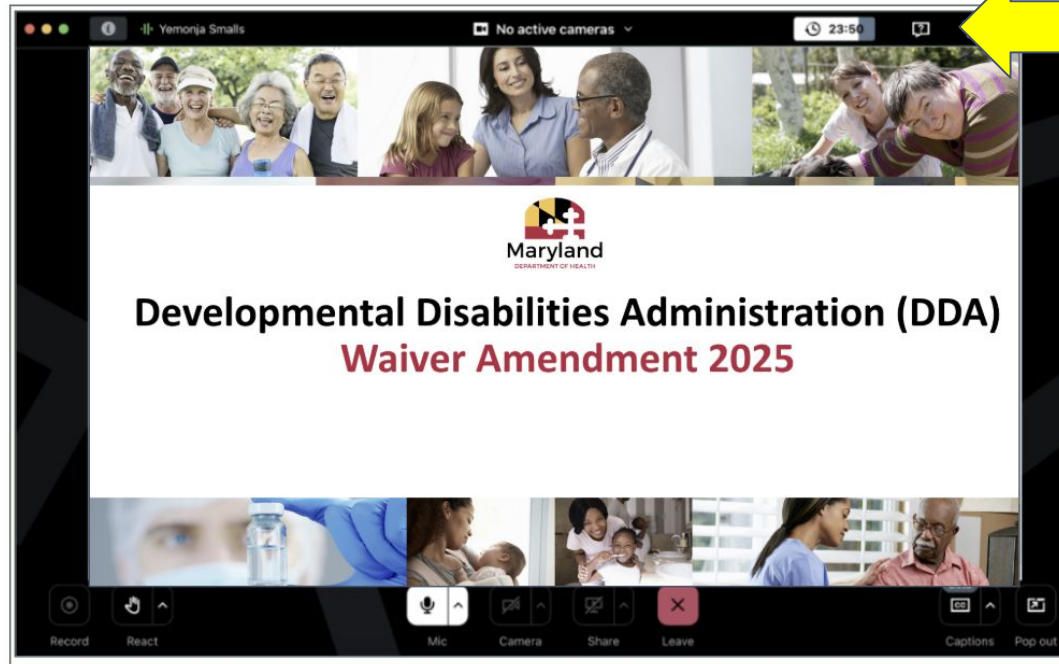 Yemonja Smalls
No active cameras
23:50
Maryland
DEPARTMENT OF HEALTH
Developmental Disabilities Administration (DDA)
Waiver Amendment 2025
Record
React
Mic
Camera
Share
Leave
CC
Captions
Pop out